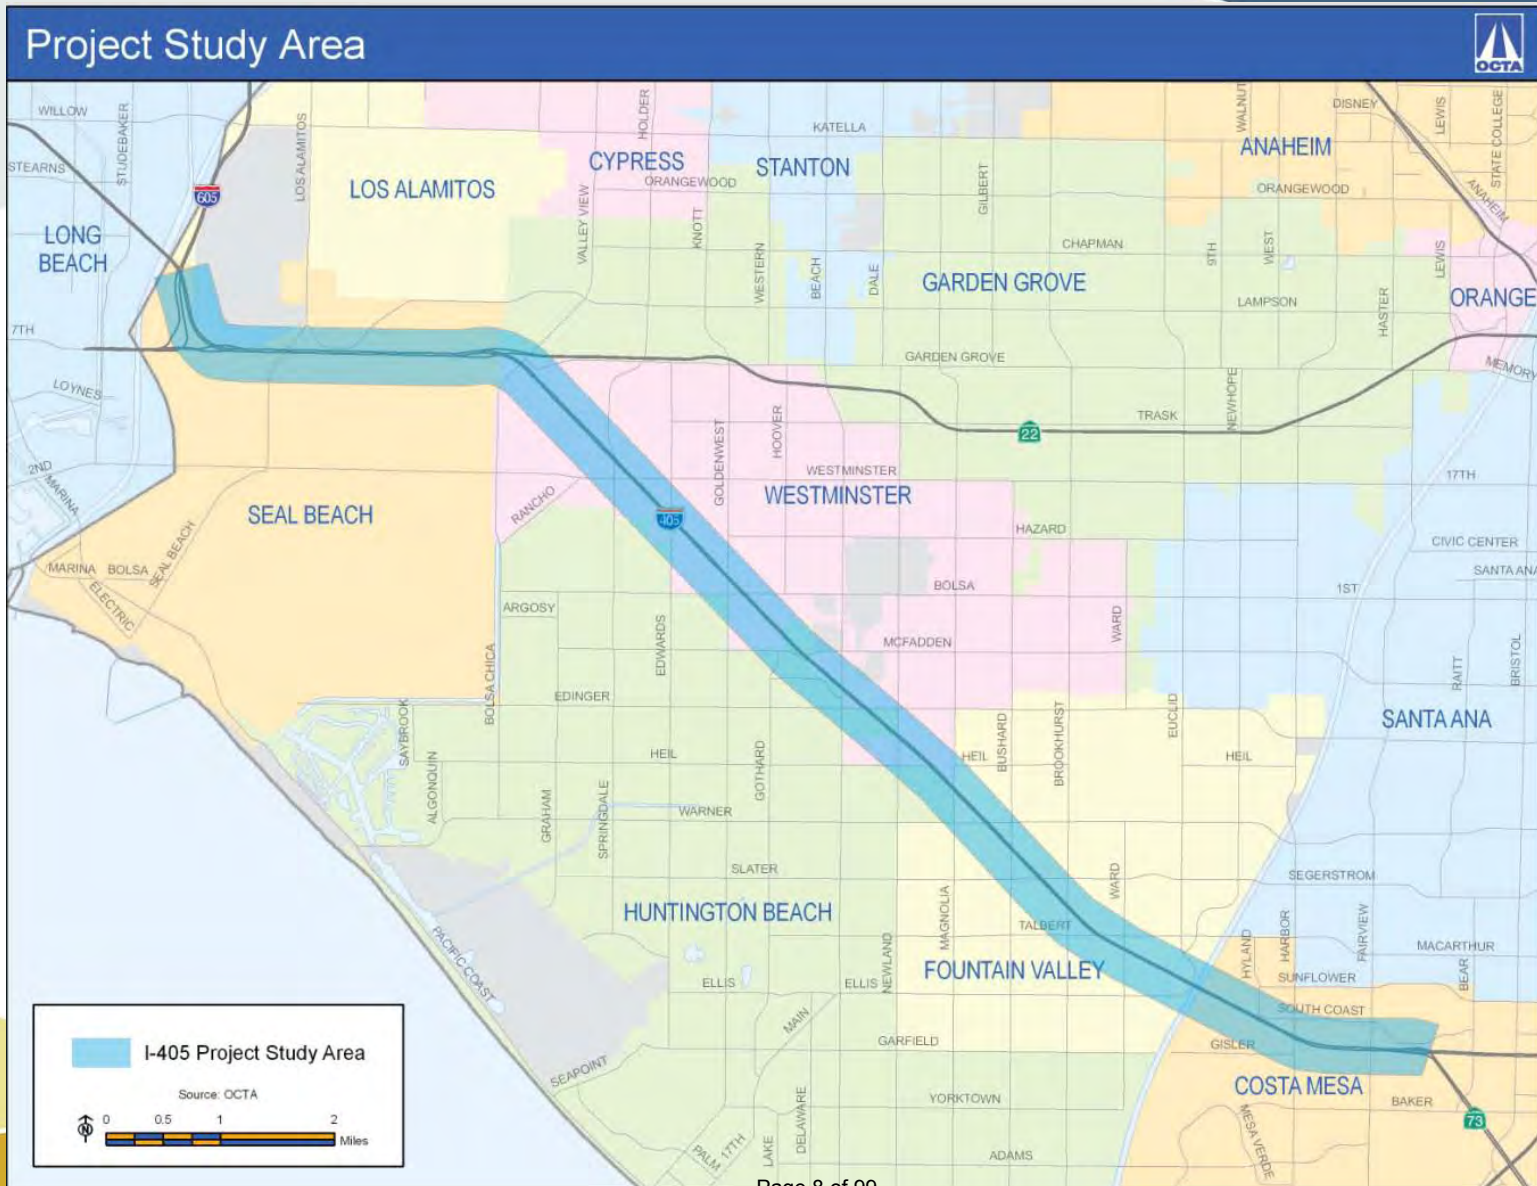 Project Study Area
OCTA
WILLOW
STUDEBAKER
STEARNS
605
LOS ALAMITOS
LOS ALAMITOS
HOLDER
CYPRESS
ORANGEWOOD
KATELLA
STANTON
VALLEY VIEW
KNOTT
WESTERN
BEACH
DALE
GILBERT
WALNUT
DISNEY
LEWIS
STATE COLLEGE
ANAHEIM
ORANGEWOOD
ANAHEIM
LONG
BEACH
CHAPMAN
9TH
WEST
LEWIS
GARDEN GROVE
LAMPSON
HASTER
ORANGE
7TH
GARDEN GROVE
MEMORY
LOYNES
NEWHOPE
TRASK
22
GOLDENWEST
HOOVER
2ND
MARINA
WESTMINSTER
WESTMINSTER
17TH
RANCHO
405
SEAL BEACH
SEAL BEACH
HAZARD
CIVIC CENTER
SANTA ANA
MARINA
BOLSA
ELECTRIC
BOLSA
1ST
ARGOSY
EDWARDS
WARD
MCFADDEN
RAITT
BRISTOL
BOLSA CHICA
EDINGER
SAYBROOK
EUCLID
SANTA ANA
BUSHARD
BROOKHURST
HEIL
GOTHARD
HEIL
HEIL
ALGONQUIN
GRAHAM
SPRINGDALE
WARNER
SLATER
WARD
SEGERSTROM
HUNTINGTON BEACH
MAGNOLIA
TALBERT
HYLAND
HARBOR
FAIRVIEW
MACARTHUR
BEAR
PACIFIC COAST
NEWLAND
FOUNTAIN VALLEY
SUNFLOWER
ELLIS
ELLIS
SOUTH COAST
MAIN
GARFIELD
GISLER
SEAPOINT
COSTA MESA
YORKTOWN
BAKER
73
DELAWARE
LAKE
PALM
17TH
ADAMS
MESA VERDE
I-405 Project Study Area
Source: OCTA
N
0 0.5 1 2
Miles
Page 8 of 99